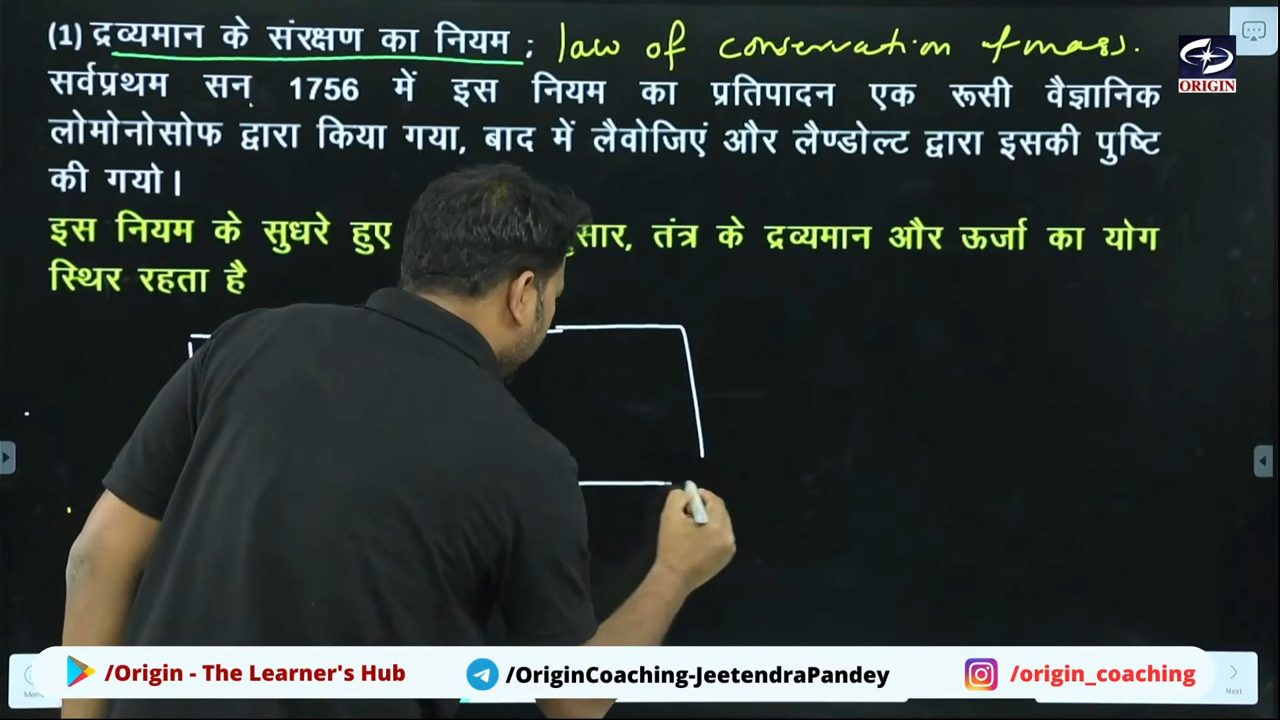 (1) द्रव्यमान के संरक्षण का नियम ; law of conservation of mass.
ORIGIN
सर्वप्रथम सन् 1756 में इस नियम का प्रतिपादन एक रूसी वैज्ञानिक
लोमोनोसोफ द्वारा किया गया, बाद में लैवोजिएं और लैण्डोल्ट द्वारा इसकी पुष्टि
की गयो।
इस नियम के सुधरे हुए सार, तंत्र के द्रव्यमान और ऊर्जा का योग
स्थिर रहता है
/Origin - The Learner's Hub /OriginCoaching-JeetendraPandey /origin_coaching
Next